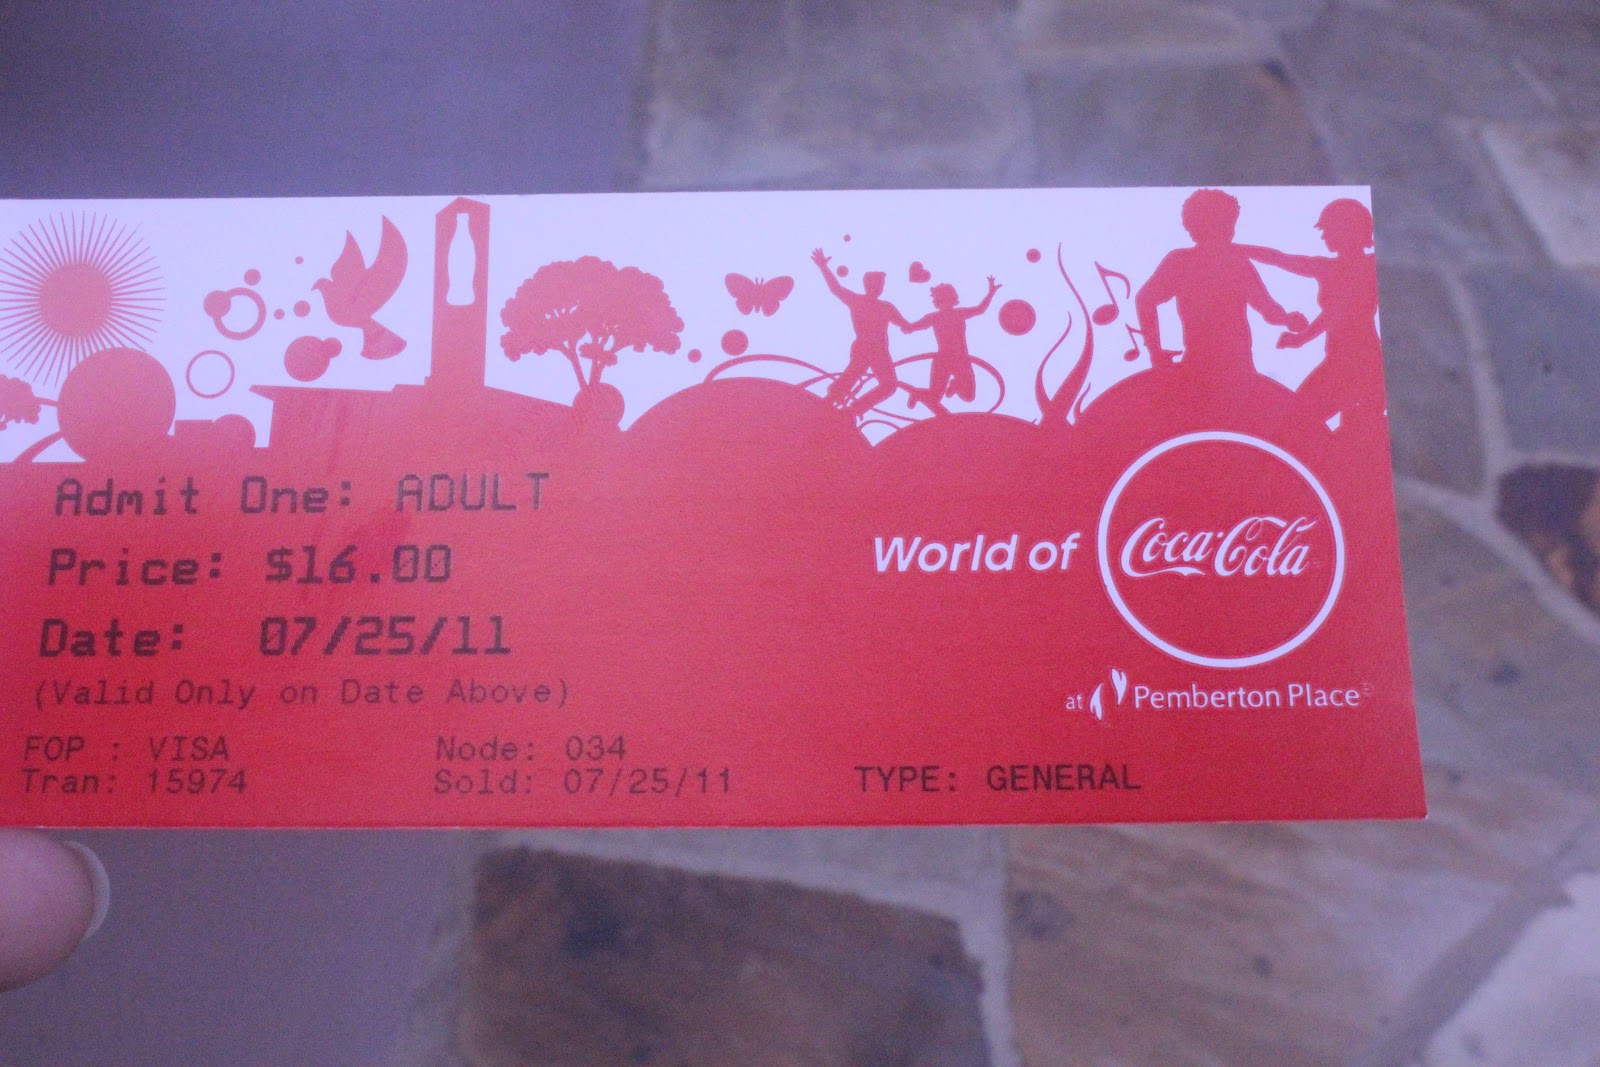 Admit One: ADULT
Price: $16.00
Date: 07/25/11
(Valid Only on Date Above)
FOP : VISA
Tran: 15974
Node: 034
Sold: 07/25/11
TYPE: GENERAL
World of Coca-Cola
at Pemberton Place